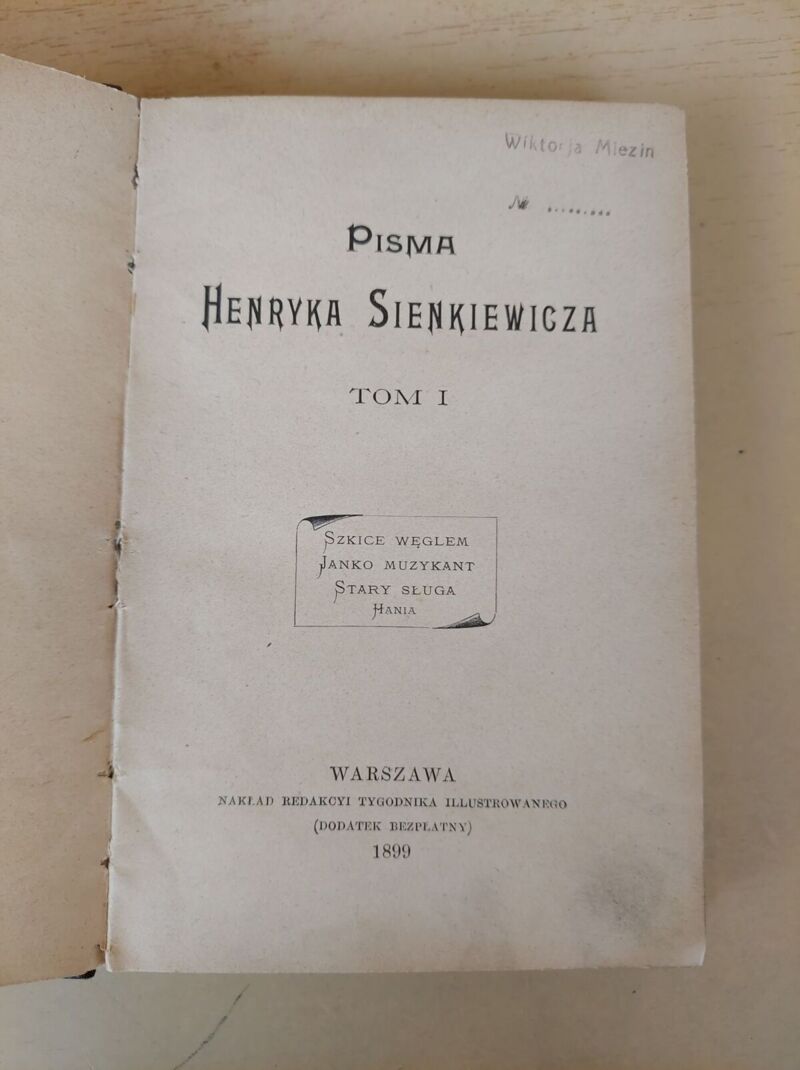 Wiktorja Miezin
№ ..........
PISMA
HENRYKA SIENKIEWICZA
TOM I
SZKICE WĘGLEM
JANKO MUZYKANT
STARY SŁUGA
HANIA
WARSZAWA
NAKŁAD REDAKCYI TYGODNIKA ILLUSTROWANEGO
(DODATEK BEZPŁATNY)
1899